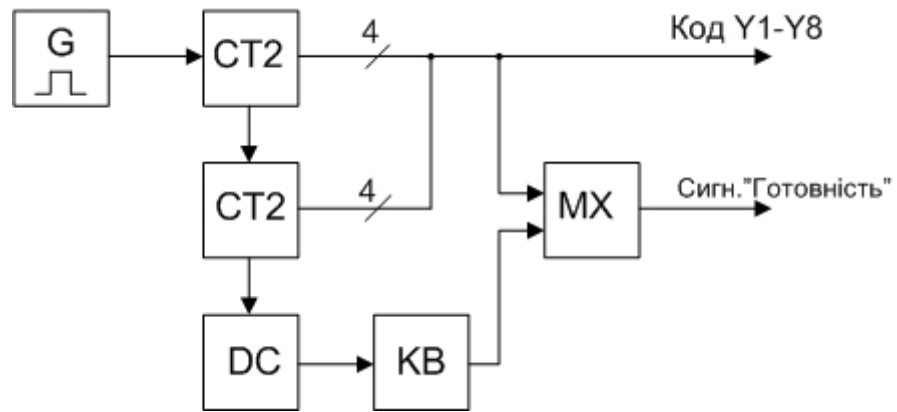 G
CT2
4
Код Y1-Y8
CT2
4
MX
Сигн."Готовність"
DC
KB